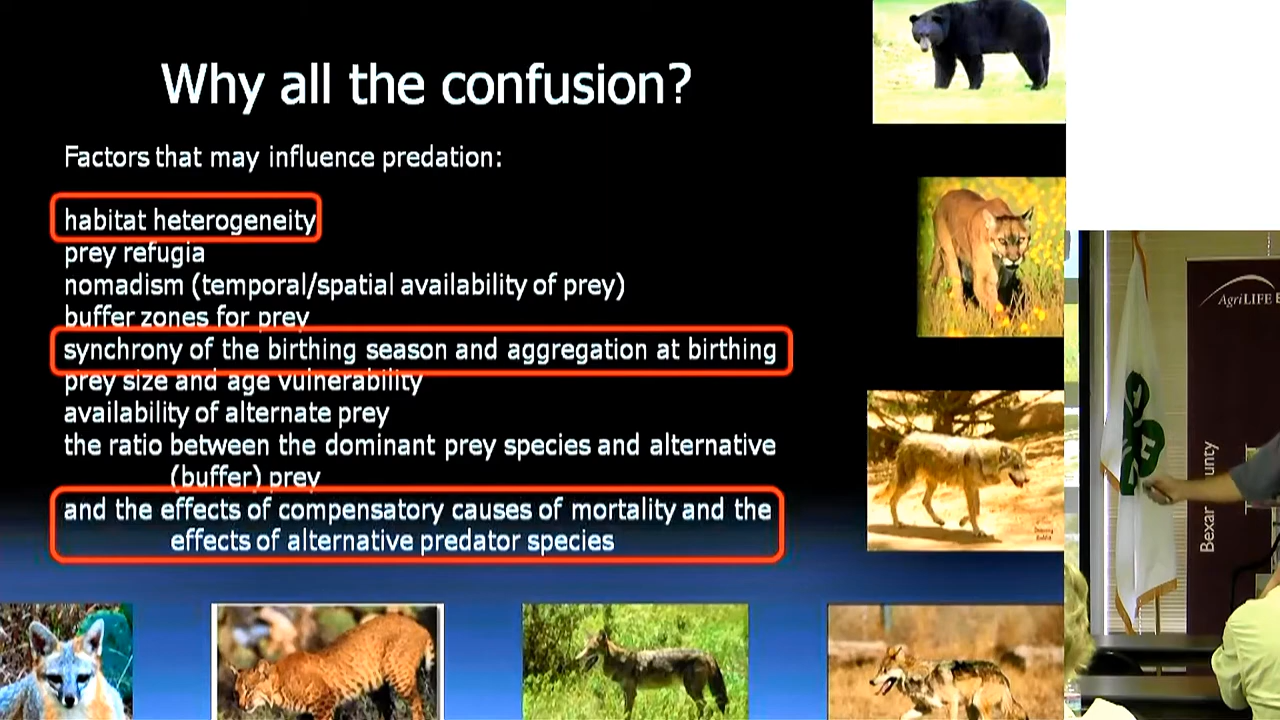 Why all the confusion?
Factors that may influence predation:
habitat heterogeneity
prey refugia
nomadism (temporal/spatial availability of prey)
buffer zones for prey
synchrony of the birthing season and aggregation at birthing
prey size and age vulnerability
availability of alternate prey
the ratio between the dominant prey species and alternative
(buffer) prey
and the effects of compensatory causes of mortality and the
effects of alternative predator species
AgriLIFE E
Bexar
unty